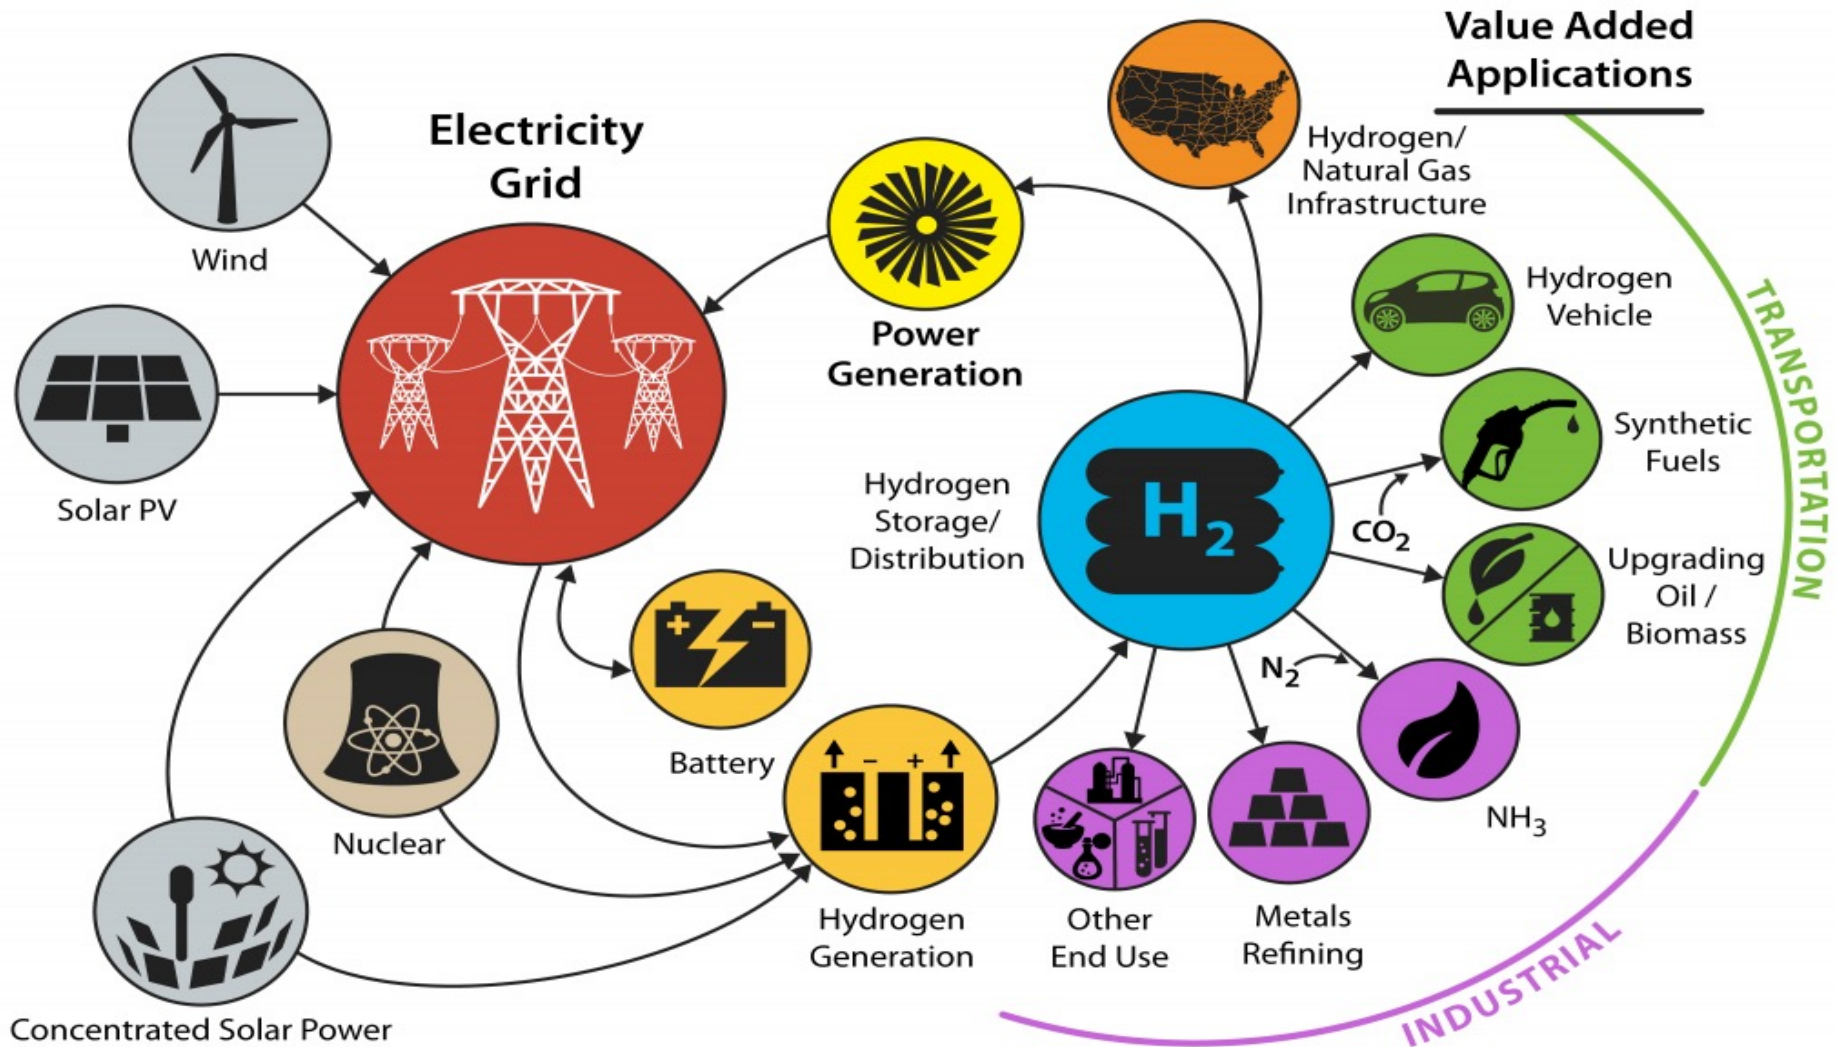 Value Added
Applications
Electricity
Grid
Wind
Solar PV
Power
Generation
Hydrogen/
Natural Gas
Infrastructure
Hydrogen
Vehicle
Synthetic
Fuels
CO2
Upgrading
Oil /
Biomass
TRANSPORTATION
Hydrogen
Storage/
Distribution
H2
N2
NH3
+ −
Battery
Nuclear
− +
Hydrogen
Generation
Other
End Use
Metals
Refining
INDUSTRIAL
Concentrated Solar Power